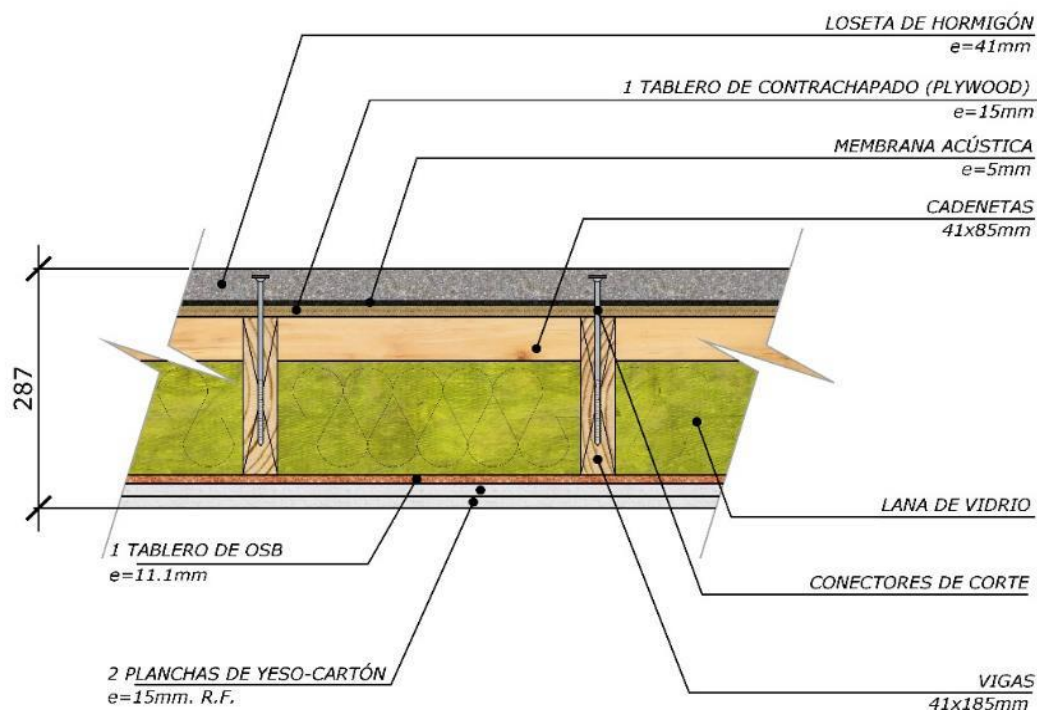 LOSETA DE HORMIGÓN
e=41mm
1 TABLERO DE CONTRACHAPADO (PLYWOOD)
e=15mm
MEMBRANA ACÚSTICA
e=5mm
CADENETAS
41x85mm
287
LANA DE VIDRIO
1 TABLERO DE OSB
e=11.1mm
CONECTORES DE CORTE
2 PLANCHAS DE YESO-CARTÓN
e=15mm. R.F.
VIGAS
41x185mm